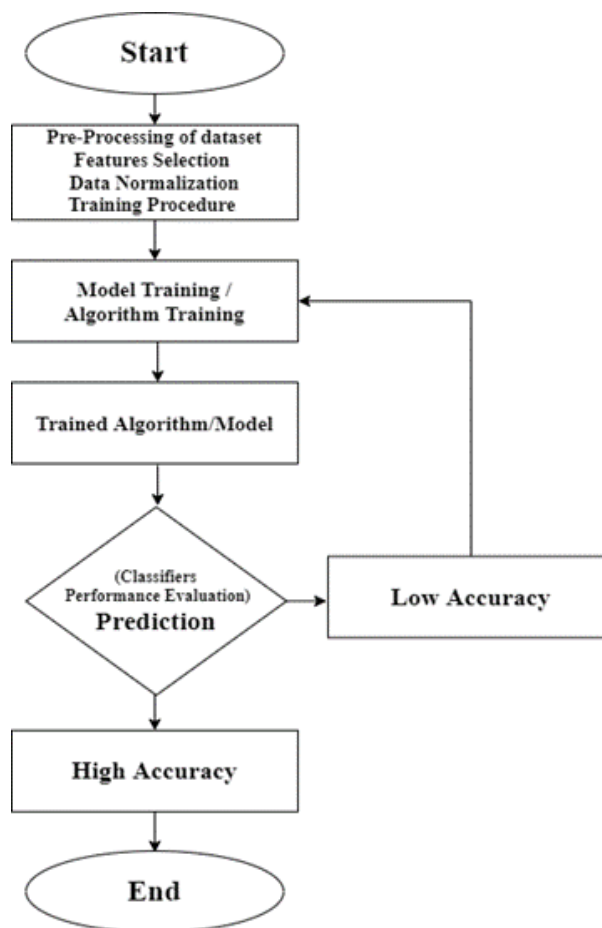 Start
Pre-Processing of dataset
Features Selection
Data Normalization
Training Procedure
Model Training /
Algorithm Training
Trained Algorithm/Model
(Classifiers
Performance Evaluation)
Prediction
Low Accuracy
High Accuracy
End